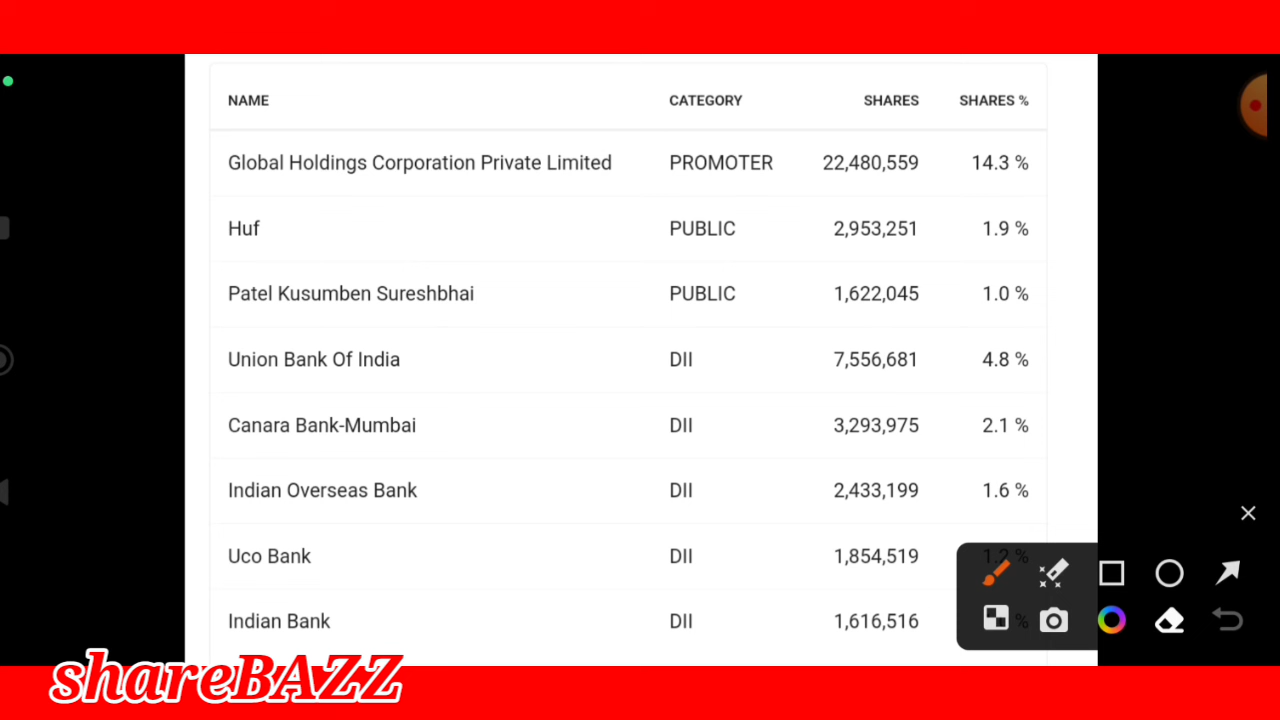 NAME CATEGORY SHARES SHARES %
Global Holdings Corporation Private Limited PROMOTER 22,480,559 14.3 %
Huf PUBLIC 2,953,251 1.9 %
Patel Kusumben Sureshbhai PUBLIC 1,622,045 1.0 %
Union Bank Of India DII 7,556,681 4.8 %
Canara Bank-Mumbai DII 3,293,975 2.1 %
Indian Overseas Bank DII 2,433,199 1.6 %
Uco Bank DII 1,854,519 1.2 %
Indian Bank DII 1,616,516 %
shareBAZZ